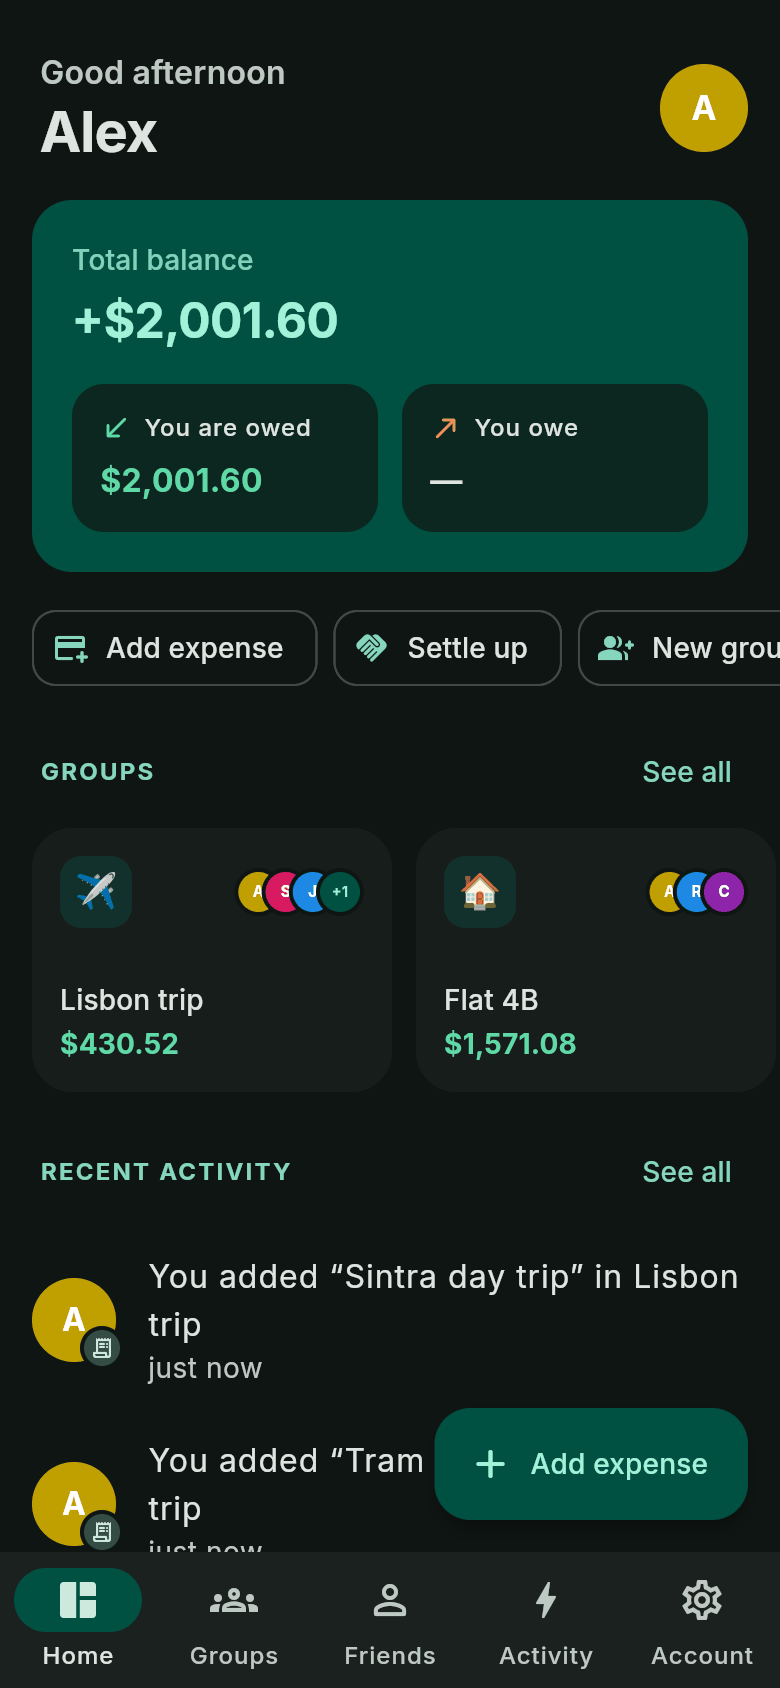 Good afternoon
Alex
A
Total balance
+$2,001.60
You are owed
$2,001.60
You owe
—
Add expense
Settle up
New grou
GROUPS
See all
A S J +1
Lisbon trip
$430.52
A R C
Flat 4B
$1,571.08
RECENT ACTIVITY
See all
A
You added “Sintra day trip” in Lisbon
trip
just now
A
You added “Tram
trip
just now
Add expense
Home
Groups
Friends
Activity
Account